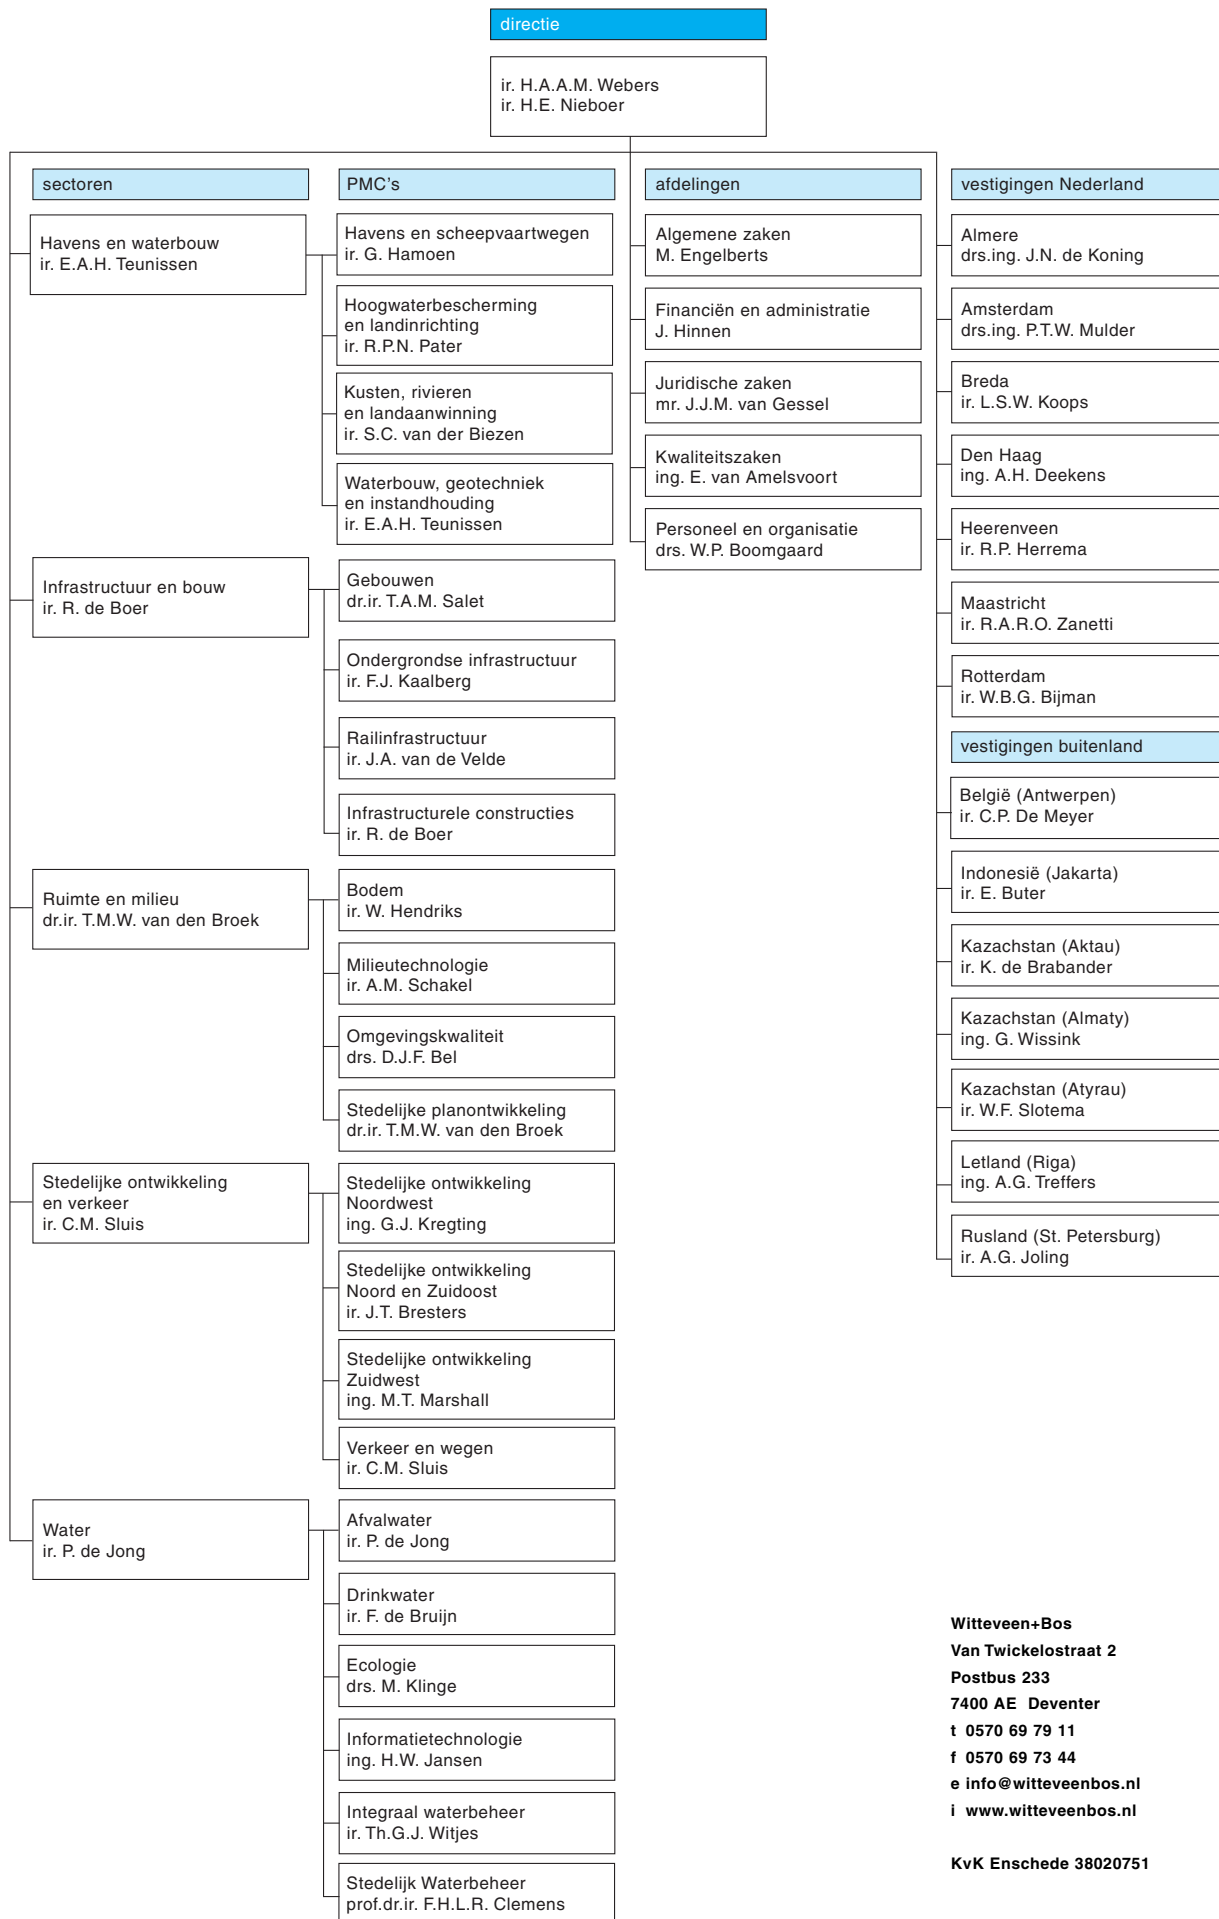 directie
ir. H.A.A.M. Webers
ir. H.E. Nieboer
sectoren
Havens en waterbouw
ir. E.A.H. Teunissen
Infrastructuur en bouw
ir. R. de Boer
Ruimte en milieu
dr.ir. T.M.W. van den Broek
Stedelijke ontwikkeling
en verkeer
ir. C.M. Sluis
Water
ir. P. de Jong
PMC's
Havens en scheepvaartwegen
ir. G. Hamoen
Hoogwaterbescherming
en landinrichting
ir. R.P.N. Pater
Kusten, rivieren
en landaanwinning
ir. S.C. van der Biezen
Waterbouw, geotechniek
en instandhouding
ir. E.A.H. Teunissen
Gebouwen
dr.ir. T.A.M. Salet
Ondergrondse infrastructuur
ir. F.J. Kaalberg
Railinfrastructuur
ir. J.A. van de Velde
Infrastructurele constructies
ir. R. de Boer
Bodem
ir. W. Hendriks
Milieutechnologie
ir. A.M. Schakel
Omgevingskwaliteit
drs. D.J.F. Bel
Stedelijke planontwikkeling
dr.ir. T.M.W. van den Broek
Stedelijke ontwikkeling
Noordwest
ing. G.J. Kregting
Stedelijke ontwikkeling
Noord en Zuidoost
ir. J.T. Bresters
Stedelijke ontwikkeling
Zuidwest
ing. M.T. Marshall
Verkeer en wegen
ir. C.M. Sluis
Afvalwater
ir. P. de Jong
Drinkwater
ir. F. de Bruijn
Ecologie
drs. M. Klinge
Informatietechnologie
ing. H.W. Jansen
Integraal waterbeheer
ir. Th.G.J. Witjes
Stedelijk Waterbeheer
prof.dr.ir. F.H.L.R. Clemens
afdelingen
Algemene zaken
M. Engelberts
Financiën en administratie
J. Hinnen
Juridische zaken
mr. J.J.M. van Gessel
Kwaliteitszaken
ing. E. van Amelsvoort
Personeel en organisatie
drs. W.P. Boomgaard
vestigingen Nederland
Almere
drs.ing. J.N. de Koning
Amsterdam
drs.ing. P.T.W. Mulder
Breda
ir. L.S.W. Koops
Den Haag
ing. A.H. Deekens
Heerenveen
ir. R.P. Herrema
Maastricht
ir. R.A.R.O. Zanetti
Rotterdam
ir. W.B.G. Bijman
vestigingen buitenland
België (Antwerpen)
ir. C.P. De Meyer
Indonesië (Jakarta)
ir. E. Buter
Kazachstan (Aktau)
ir. K. de Brabander
Kazachstan (Almaty)
ing. G. Wissink
Kazachstan (Atyrau)
ir. W.F. Slotema
Letland (Riga)
ing. A.G. Treffers
Rusland (St. Petersburg)
ir. A.G. Joling
Witteveen+Bos
Van Twickelostraat 2
Postbus 233
7400 AE Deventer
t 0570 69 79 11
f 0570 69 73 44
e info@witteveenbos.nl
i www.witteveenbos.nl
KvK Enschede 38020751